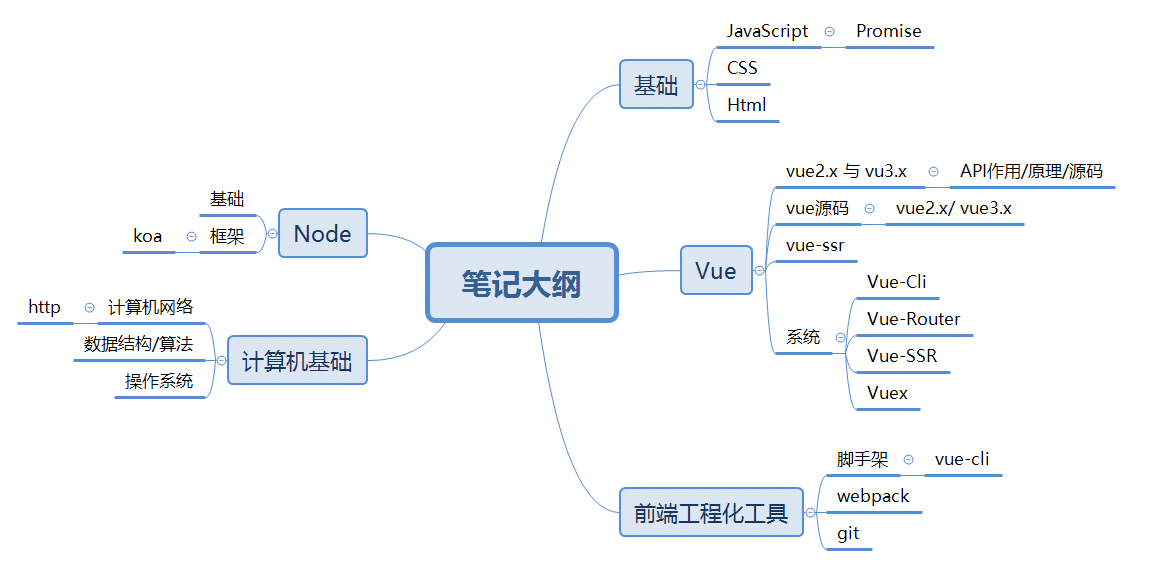 笔记大纲
基础
JavaScript
Promise
CSS
Html
Vue
vue2.x 与 vu3.x
API作用/原理/源码
vue源码
vue2.x/ vue3.x
vue-ssr
系统
Vue-Cli
Vue-Router
Vue-SSR
Vuex
前端工程化工具
脚手架
vue-cli
webpack
git
Node
基础
框架
koa
计算机基础
计算机网络
http
数据结构/算法
操作系统